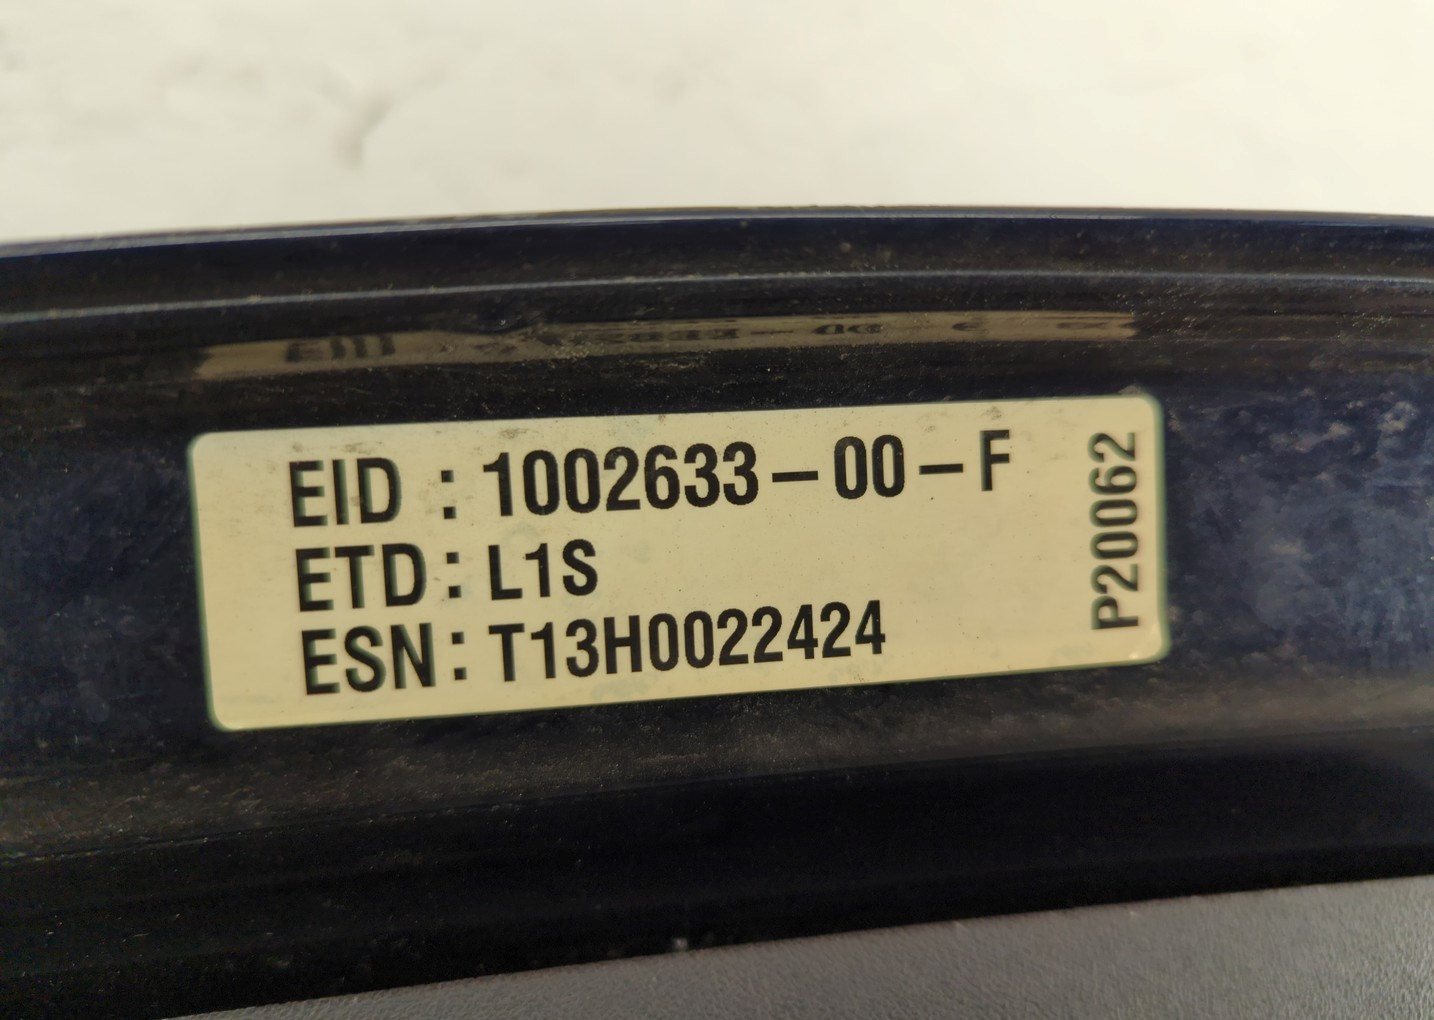 EID : 1002633-00-F
ETD : L1S
ESN : T13H0022424
P20062